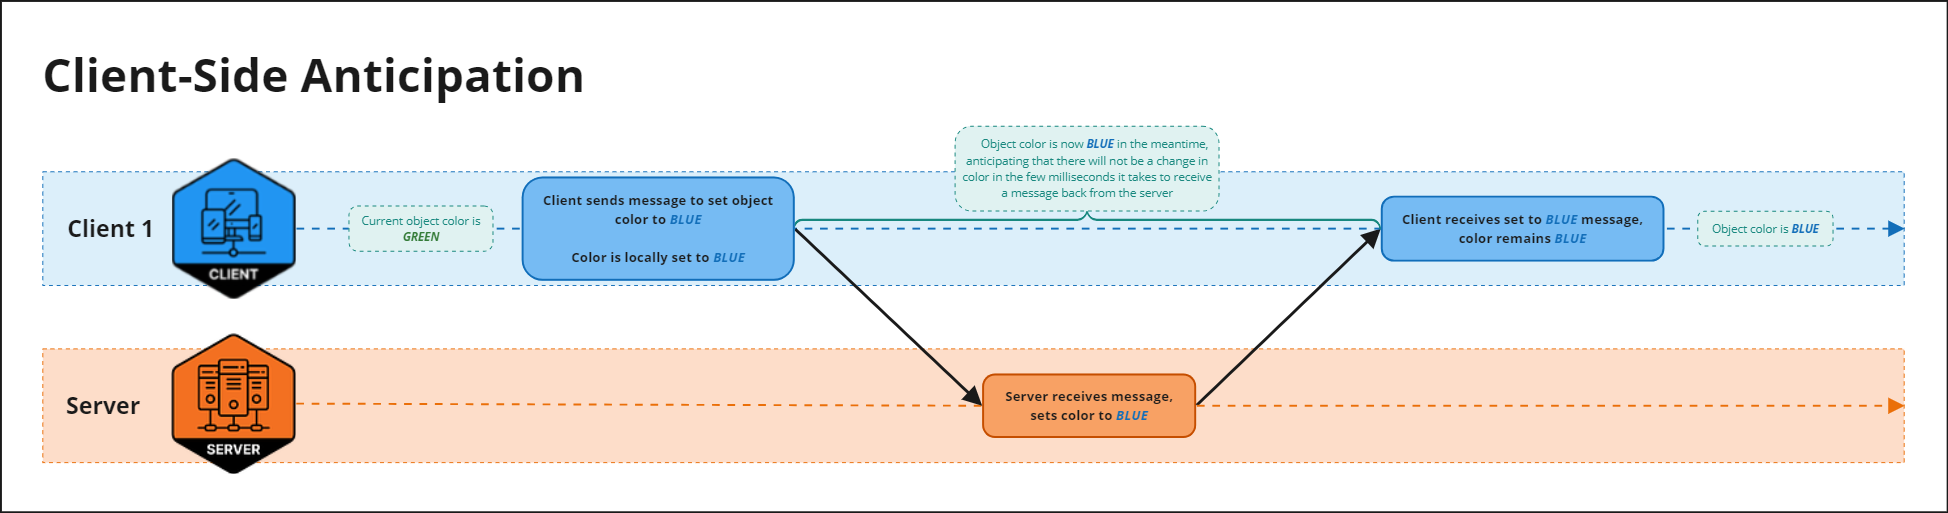 Client-Side Anticipation
Object color is now BLUE in the meantime,
anticipating that there will not be a change in
color in the few milliseconds it takes to receive
a message back from the server
Client 1
CLIENT
Current object color is
GREEN
Client sends message to set object
color to BLUE
Color is locally set to BLUE
Client receives set to BLUE message,
color remains BLUE
Object color is BLUE
Server
SERVER
Server receives message,
sets color to BLUE